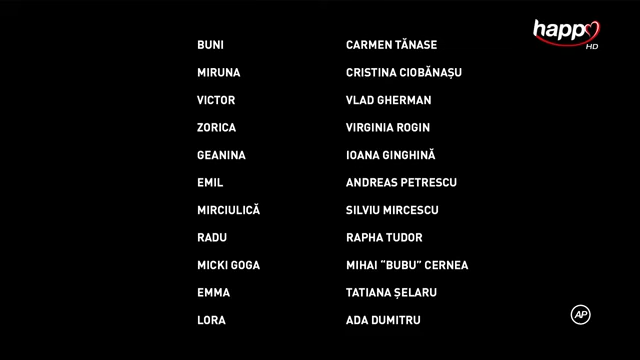 happy
HD
BUNI CARMEN TĂNASE
MIRUNA CRISTINA CIOBĂNAȘU
VICTOR VLAD GHERMAN
ZORICA VIRGINIA ROGIN
GEANINA IOANA GINGHINĂ
EMIL ANDREAS PETRESCU
MIRCIULICĂ SILVIU MIRCESCU
RADU RAPHA TUDOR
MICKI GOGA MIHAI “BUBU” CERNEA
EMMA TATIANA ȘELARU
LORA ADA DUMITRU
AP